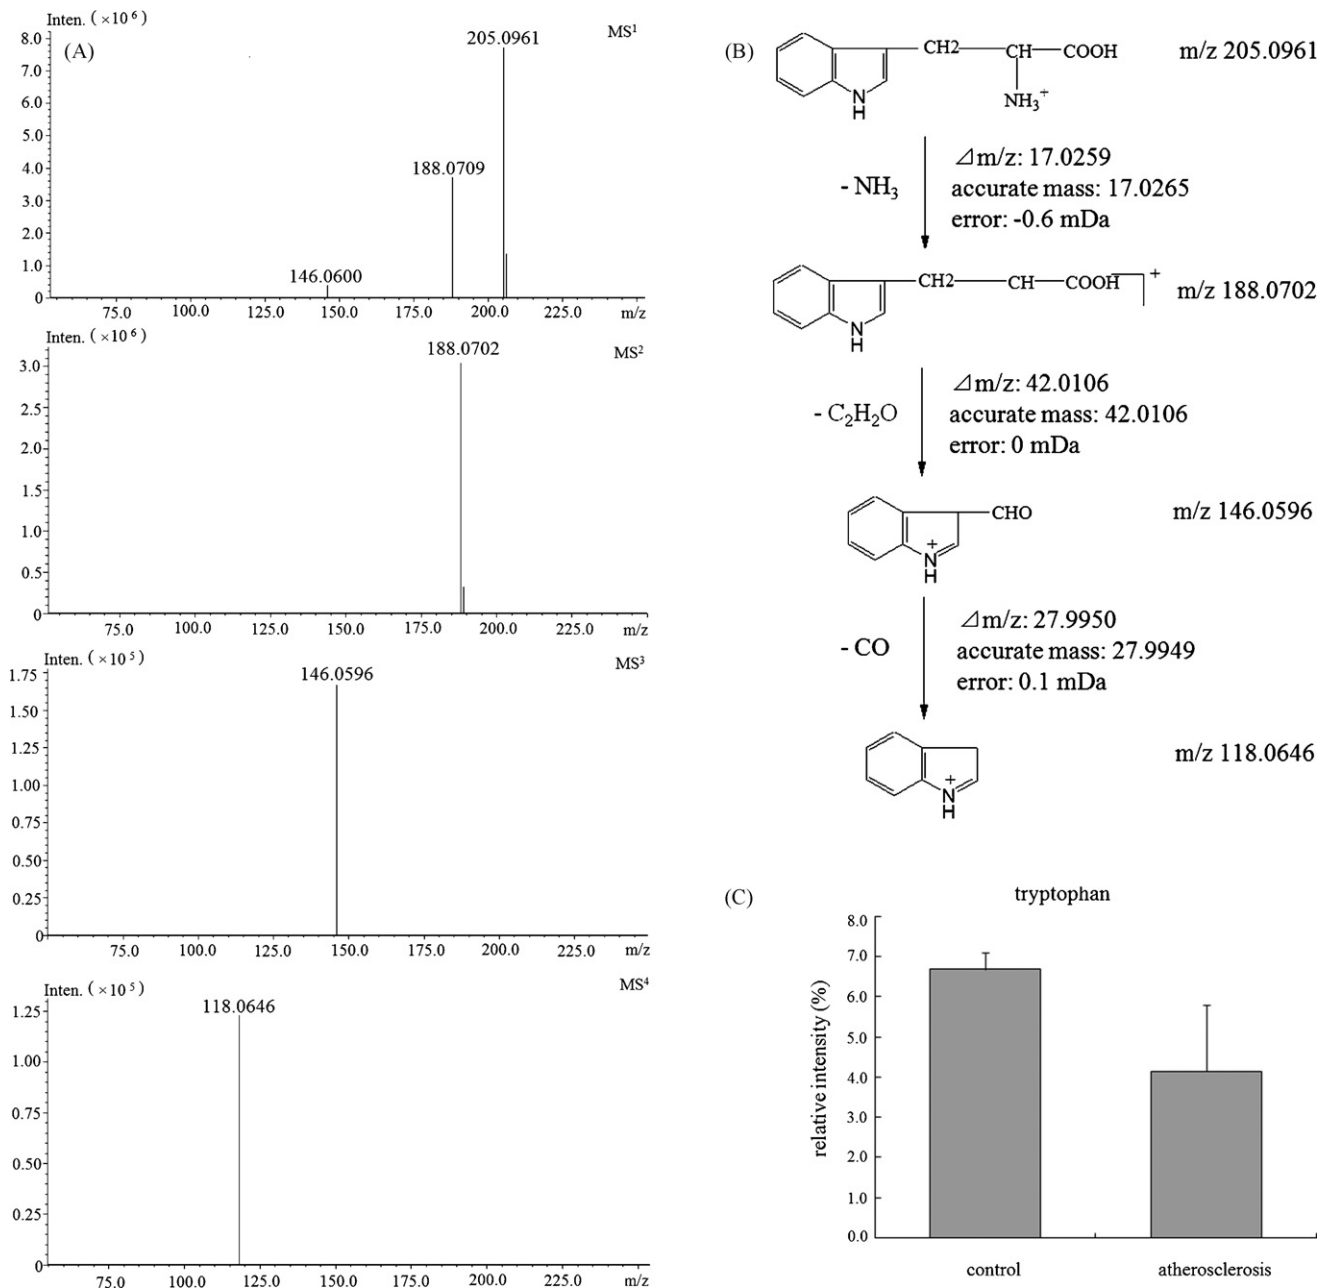 (A)
Inten. (×10⁶)
MS¹
8.0
7.0
6.0
5.0
4.0
3.0
2.0
1.0
0
205.0961
188.0709
146.0600
75.0 100.0 125.0 150.0 175.0 200.0 225.0 m/z
Inten. (×10⁶)
MS²
3.0
2.5
2.0
1.5
1.0
0.5
0
188.0702
75.0 100.0 125.0 150.0 175.0 200.0 225.0 m/z
Inten. (×10⁵)
MS³
1.75
1.50
1.25
1.00
0.75
0.50
0.25
0
146.0596
75.0 100.0 125.0 150.0 175.0 200.0 225.0 m/z
Inten. (×10⁵)
MS⁴
1.25
1.00
0.75
0.50
0.25
0
118.0646
75.0 100.0 125.0 150.0 175.0 200.0 225.0 m/z
(B)
CH2 CH COOH
NH₃⁺
N
H
m/z 205.0961
- NH₃
⊿m/z: 17.0259
accurate mass: 17.0265
error: -0.6 mDa
CH2 CH COOH +
N
H
m/z 188.0702
- C₂H₂O
⊿m/z: 42.0106
accurate mass: 42.0106
error: 0 mDa
CHO
+
N
H
m/z 146.0596
- CO
⊿m/z: 27.9950
accurate mass: 27.9949
error: 0.1 mDa
+
N
H
m/z 118.0646
(C)
tryptophan
relative intensity (%)
8.0
7.0
6.0
5.0
4.0
3.0
2.0
1.0
0.0
control atherosclerosis